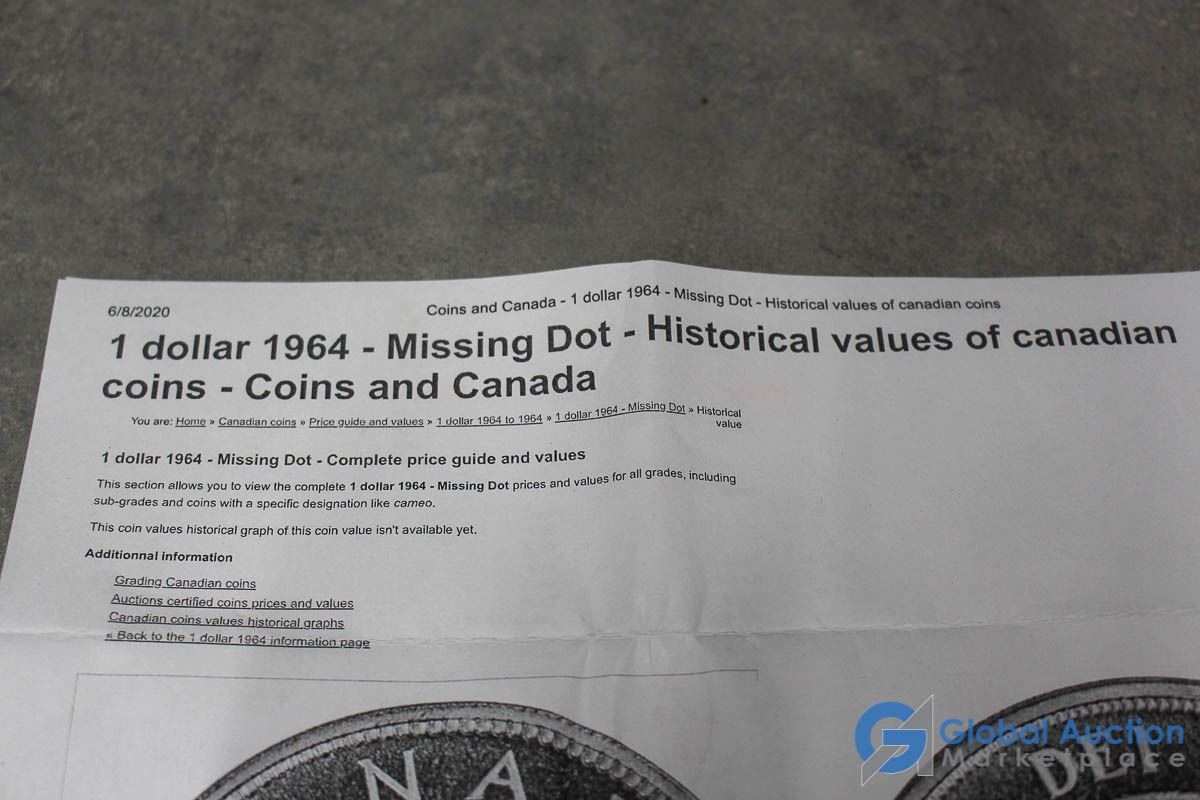 6/8/2020 Coins and Canada - 1 dollar 1964 - Missing Dot - Historical values of canadian coins
1 dollar 1964 - Missing Dot - Historical values of canadian
coins - Coins and Canada
You are: Home » Canadian coins » Price guide and values » 1 dollar 1964 to 1964 » 1 dollar 1964 - Missing Dot » Historical
value
1 dollar 1964 - Missing Dot - Complete price guide and values
This section allows you to view the complete 1 dollar 1964 - Missing Dot prices and values for all grades, including
sub-grades and coins with a specific designation like cameo.
This coin values historical graph of this coin value isn't available yet.
Additionnal information
Grading Canadian coins
Auctions certified coins prices and values
Canadian coins values historical graphs
« Back to the 1 dollar 1964 information page
N A
DEI
Global Auction
Marketplace